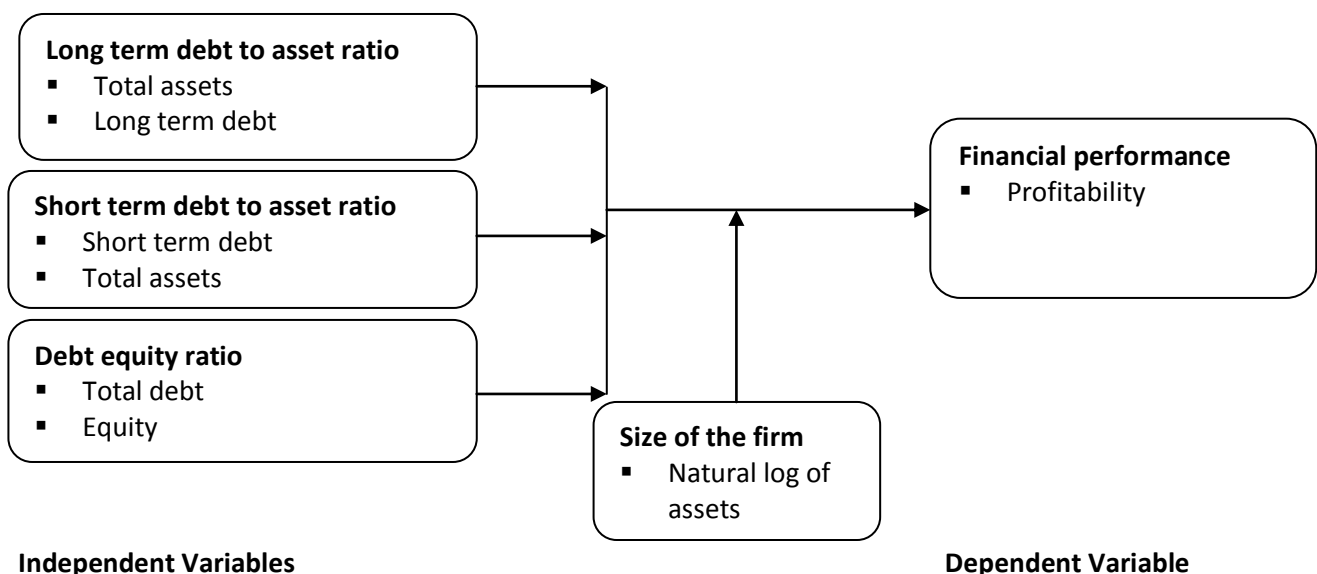 Long term debt to asset ratio
▪ Total assets
▪ Long term debt
Short term debt to asset ratio
▪ Short term debt
▪ Total assets
Debt equity ratio
▪ Total debt
▪ Equity
Size of the firm
▪ Natural log of
assets
Financial performance
▪ Profitability
Independent Variables
Dependent Variable